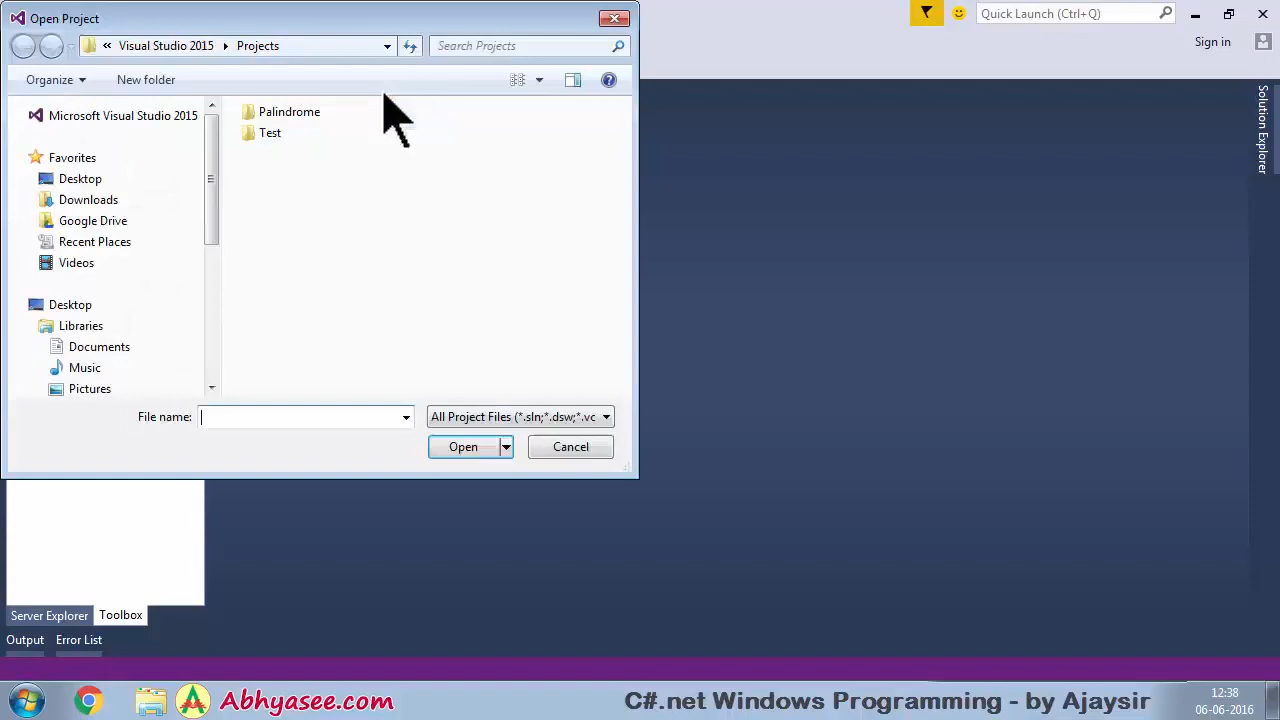 Open Project
Quick Launch (Ctrl+Q)
Sign in
Visual Studio 2015
Projects
Search Projects
Organize
New folder
Microsoft Visual Studio 2015
Favorites
Desktop
Downloads
Google Drive
Recent Places
Videos
Desktop
Libraries
Documents
Music
Pictures
Palindrome
Test
Solution Explorer
File name:
All Project Files (*.sln;*.dsw;*.vc
Open
Cancel
Server Explorer
Toolbox
Output
Error List
Abhyasee.com
C#.net Windows Programming - by Ajaysir
12:38
06-06-2016